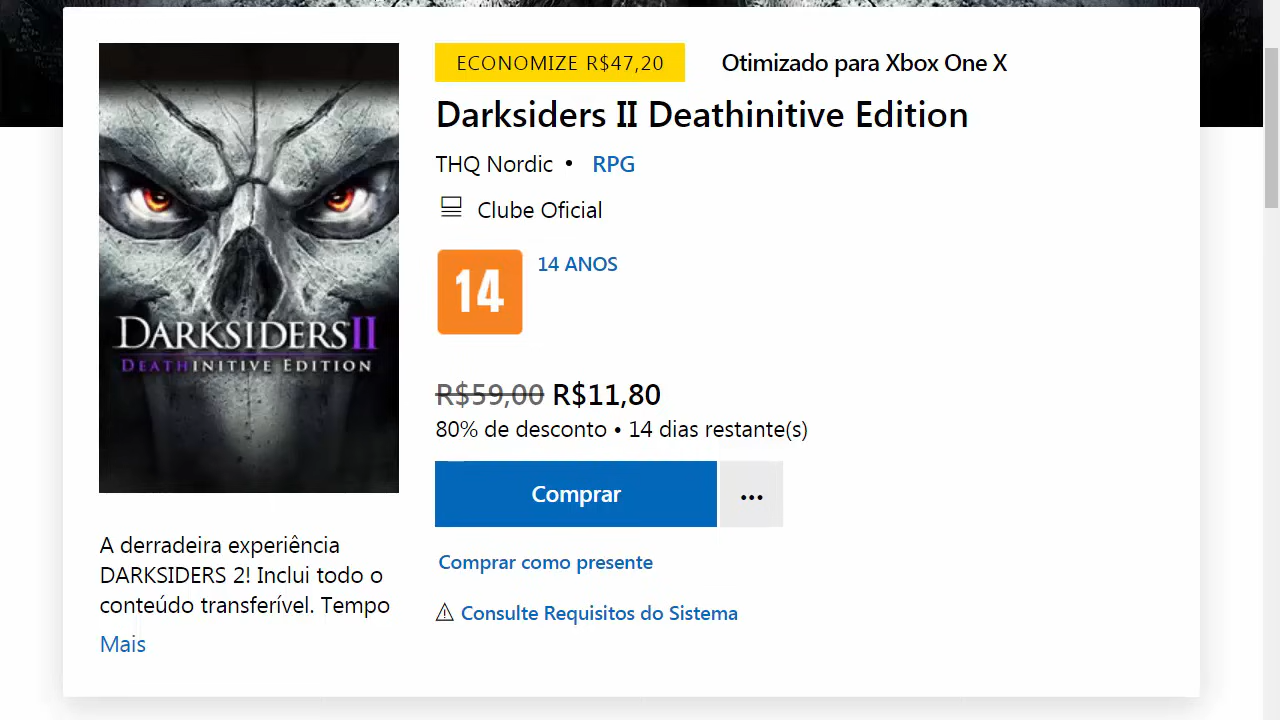 ECONOMIZE R$47,20
Otimizado para Xbox One X
Darksiders II Deathinitive Edition
THQ Nordic • RPG
Clube Oficial
14
14 ANOS
DARKSIDERS II
DEATHINITIVE EDITION
R$59,00 R$11,80
80% de desconto • 14 dias restante(s)
Comprar
...
Comprar como presente
Consulte Requisitos do Sistema
A derradeira experiência
DARKSIDERS 2! Inclui todo o
conteúdo transferível. Tempo
Mais